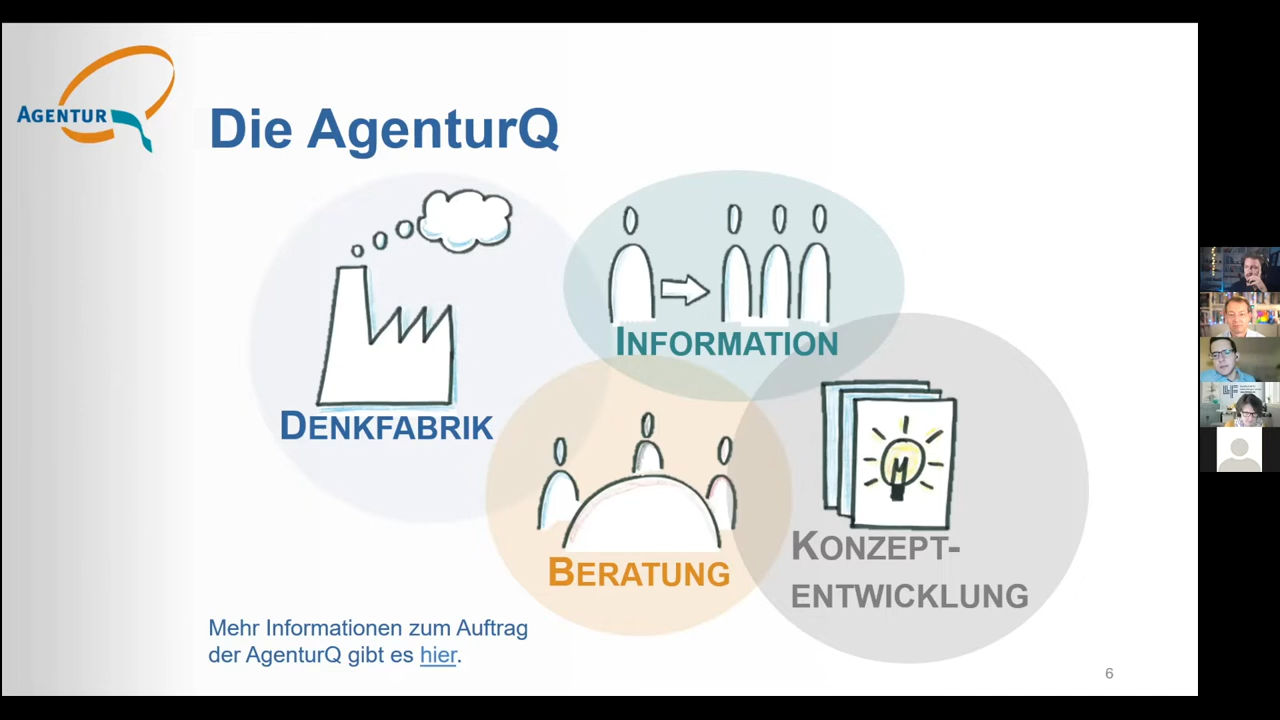 AGENTUR
Die AgenturQ
INFORMATION
DENKFABRIK
BERATUNG
KONZEPT-
ENTWICKLUNG
Mehr Informationen zum Auftrag
der AgenturQ gibt es hier.
6